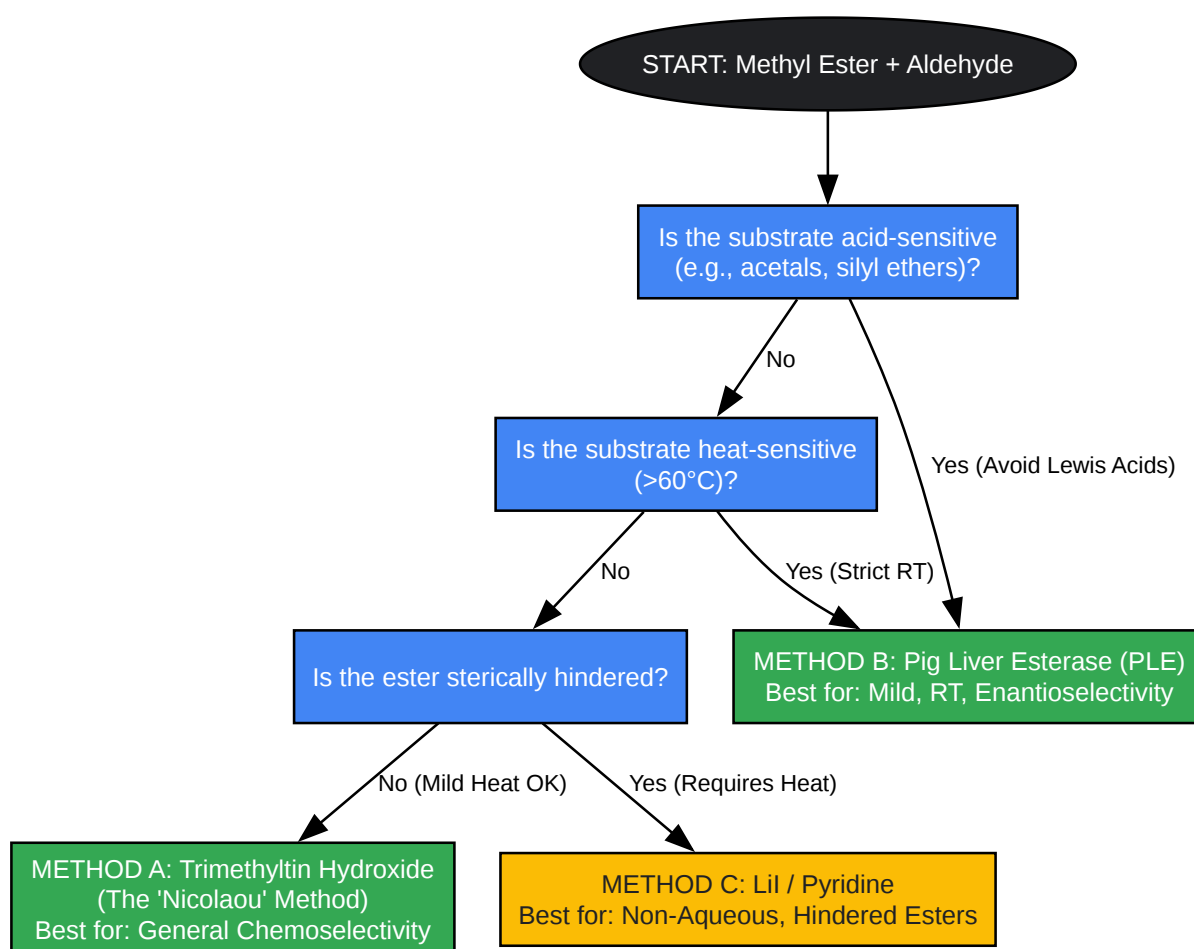 START: Methyl Ester + Aldehyde
Is the substrate acid-sensitive
(e.g., acetals, silyl ethers)?
No
Is the substrate heat-sensitive
(>60°C)?
Yes (Avoid Lewis Acids)
No
Yes (Strict RT)
Is the ester sterically hindered?
METHOD B: Pig Liver Esterase (PLE)
Best for: Mild, RT, Enantioselectivity
No (Mild Heat OK)
Yes (Requires Heat)
METHOD A: Trimethyltin Hydroxide
(The 'Nicolaou' Method)
Best for: General Chemoselectivity
METHOD C: LiI / Pyridine
Best for: Non-Aqueous, Hindered Esters